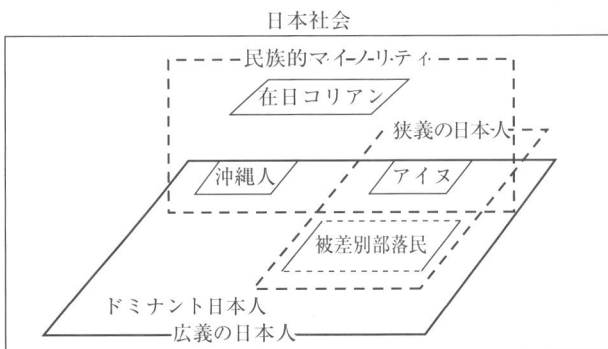 日本社会
民族的マイノリティ
在日コリアン
狭義の日本人
沖縄人
アイヌ
被差別部落民
ドミナント日本人
広義の日本人